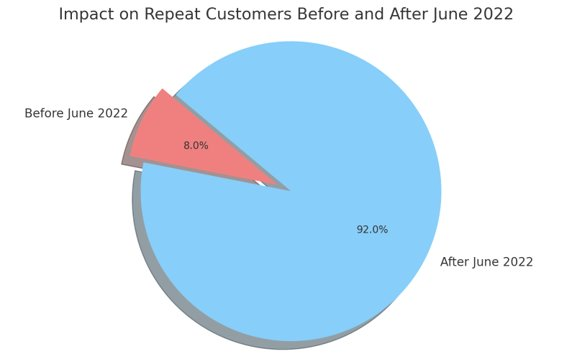 Impact on Repeat Customers Before and After June 2022
Before June 2022
8.0%
92.0%
After June 2022